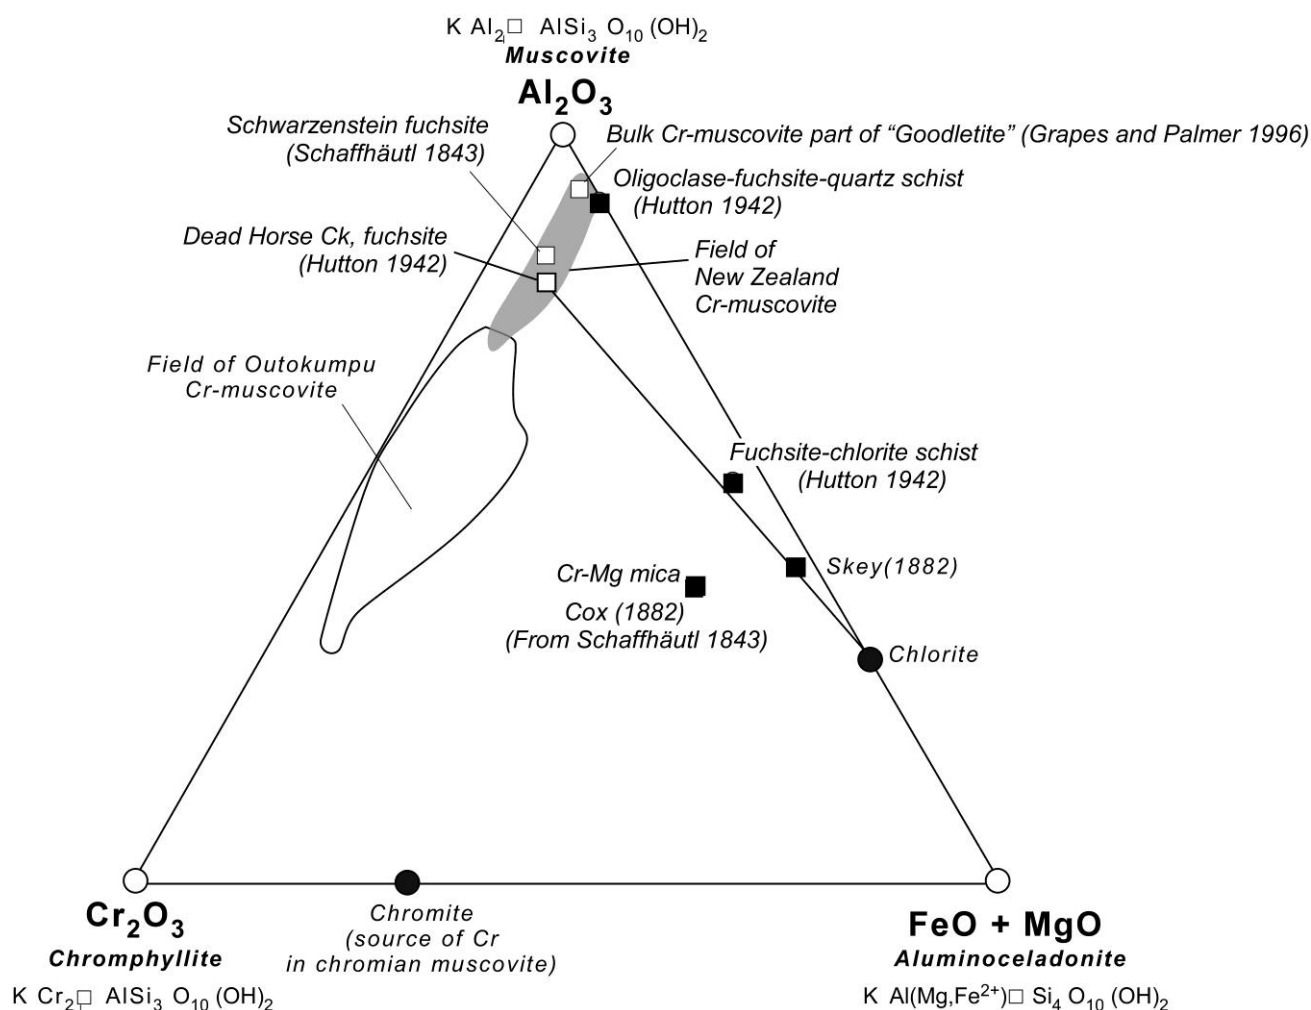 K Al2□ AlSi3 O10 (OH)2
Muscovite
Al2O3
Schwarzenstein fuchsite
(Schaffhäutl 1843)
Bulk Cr-muscovite part of “Goodletite” (Grapes and Palmer 1996)
Oligoclase-fuchsite-quartz schist
(Hutton 1942)
Dead Horse Ck, fuchsite
(Hutton 1942)
Field of
New Zealand
Cr-muscovite
Field of Outokumpu
Cr-muscovite
Fuchsite-chlorite schist
(Hutton 1942)
Skey(1882)
Cr-Mg mica
Cox (1882)
(From Schaffhäutl 1843)
Chlorite
Cr2O3
Chromphyllite
K Cr2□ AlSi3 O10 (OH)2
Chromite
(source of Cr
in chromian muscovite)
FeO + MgO
Aluminoceladonite
K Al(Mg,Fe2+)□ Si4 O10 (OH)2